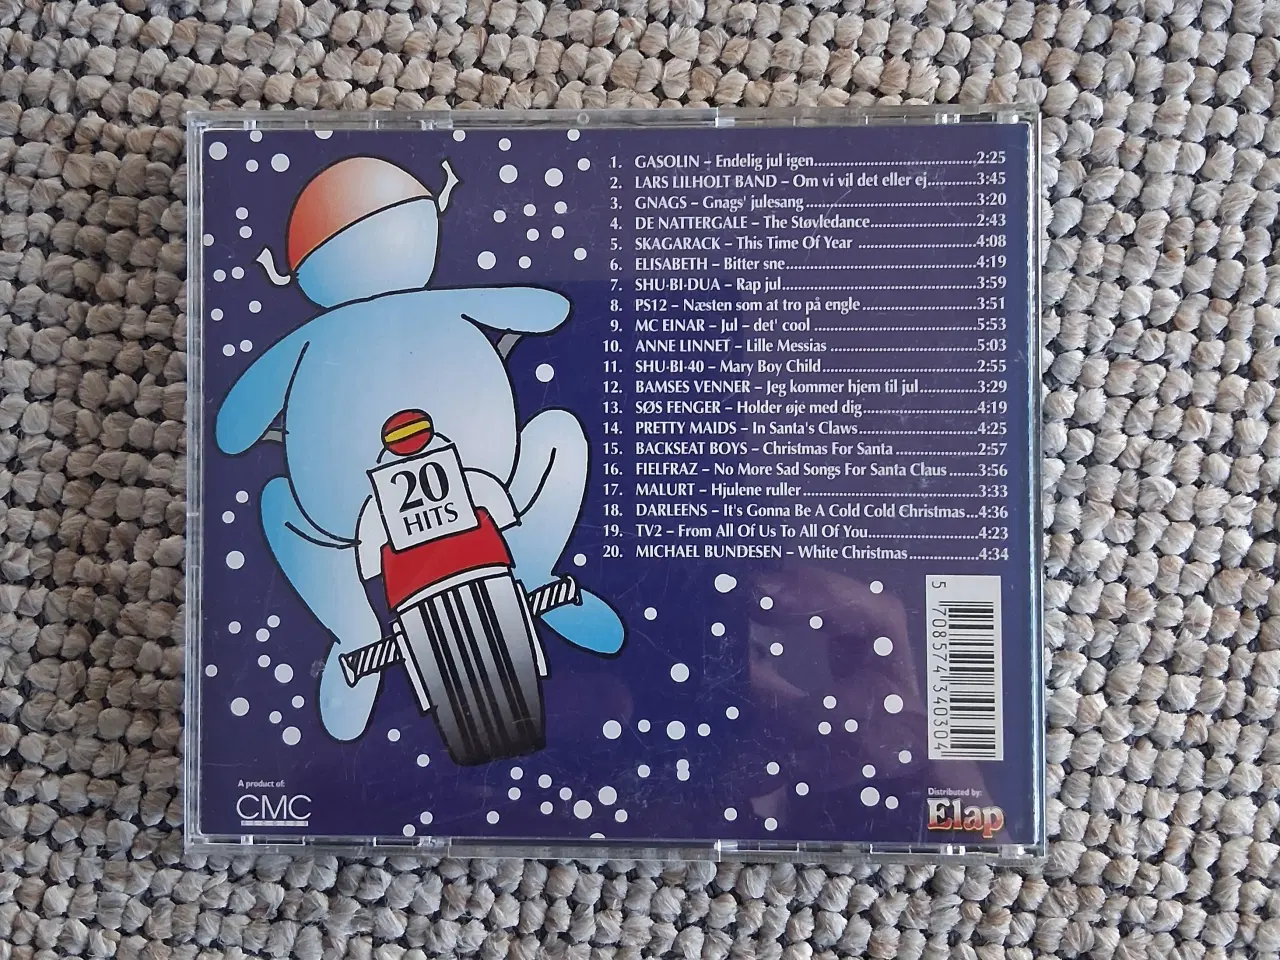 1. GASOLIN – Endelig jul igen 2:25
2. LARS LILHOLT BAND – Om vi vil det eller ej 3:45
3. GNAGS – Gnags' julesang 3:20
4. DE NATTERGALE – The Støvledance 2:43
5. SKAGARACK – This Time Of Year 4:08
6. ELISABETH – Bitter sne 4:19
7. SHU·BI·DUA – Rap jul 3:59
8. PS12 – Næsten som at tro på engle 3:51
9. MC EINAR – Jul – det' cool 5:53
10. ANNE LINNET – Lille Messias 5:03
11. SHU·BI·40 – Mary Boy Child 2:55
12. BAMSES VENNER – Jeg kommer hjem til jul 3:29
13. SØS FENGER – Holder øje med dig 4:19
14. PRETTY MAIDS – In Santa's Claws 4:25
15. BACKSEAT BOYS – Christmas For Santa 2:57
16. FIELFRAZ – No More Sad Songs For Santa Claus 3:56
17. MALURT – Hjulene ruller 3:33
18. DARLEENS – It's Gonna Be A Cold Cold Christmas 4:36
19. TV2 – From All Of Us To All Of You 4:23
20. MICHAEL BUNDESEN – White Christmas 4:34
20
HITS
5 708574 340304
A product of:
CMC
RECORDS
Distributed by:
Elap